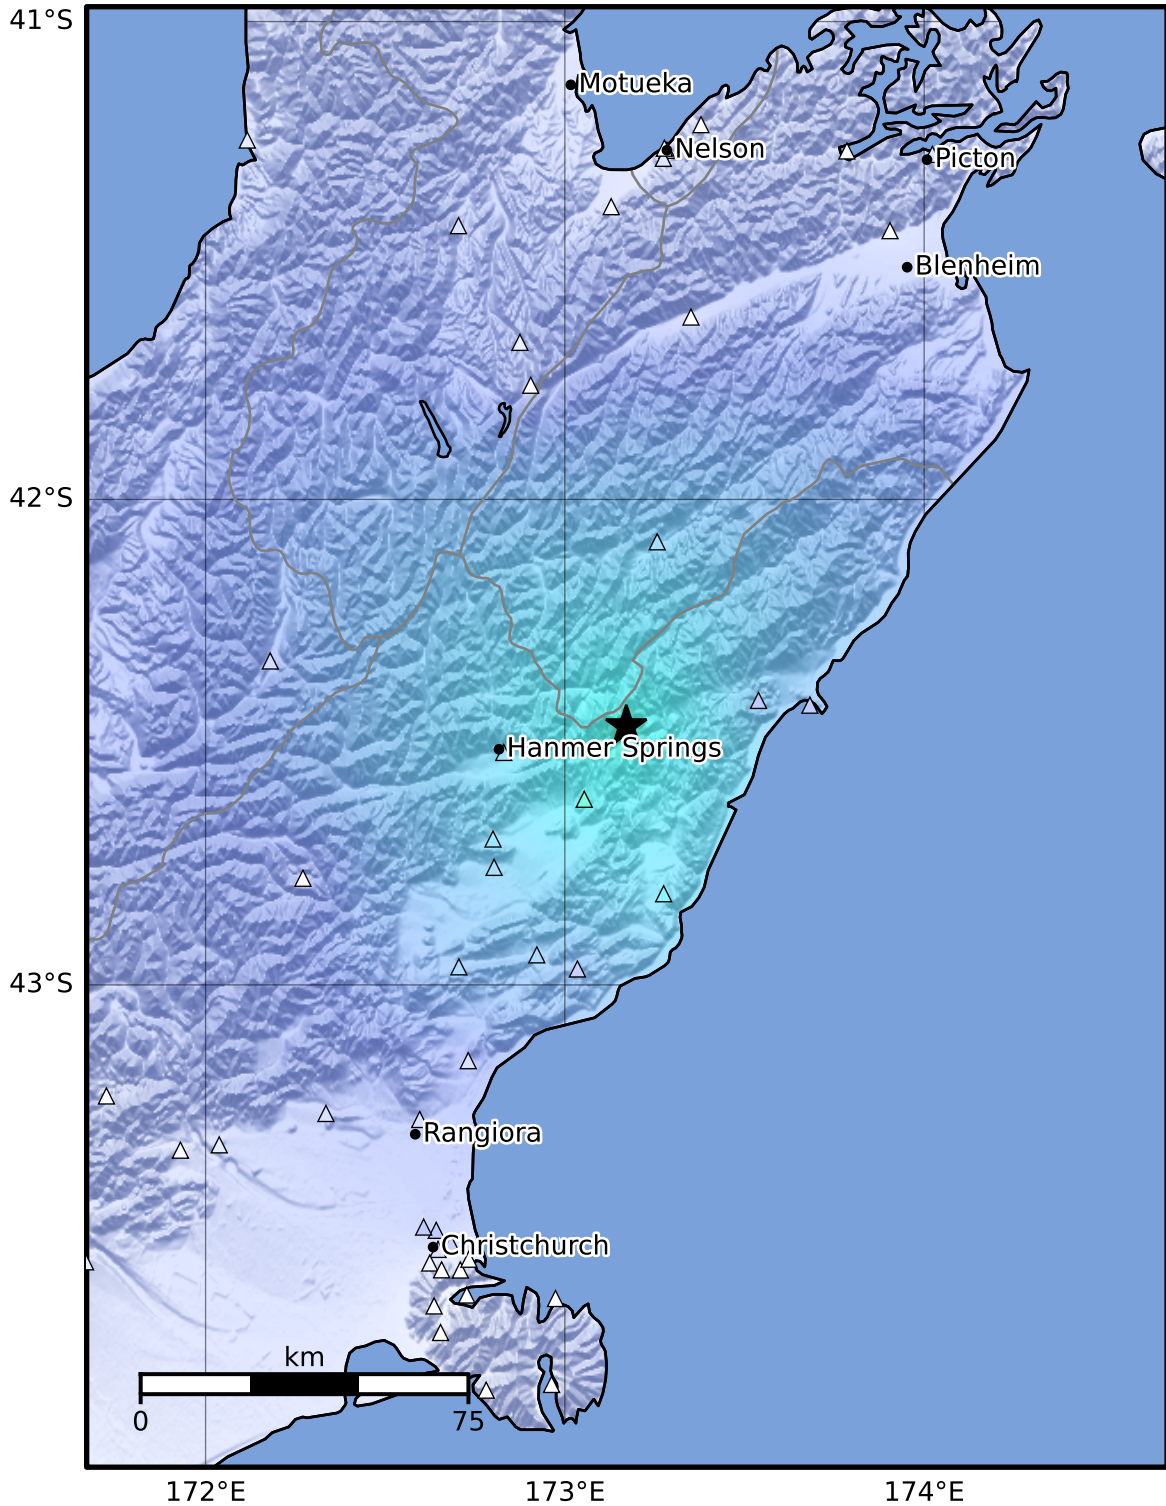 41°S
Motueka
Nelson
Picton
Blenheim
42°S
Hanmer Springs
43°S
Rangiora
Christchurch
km
0
75
172°E
173°E
174°E